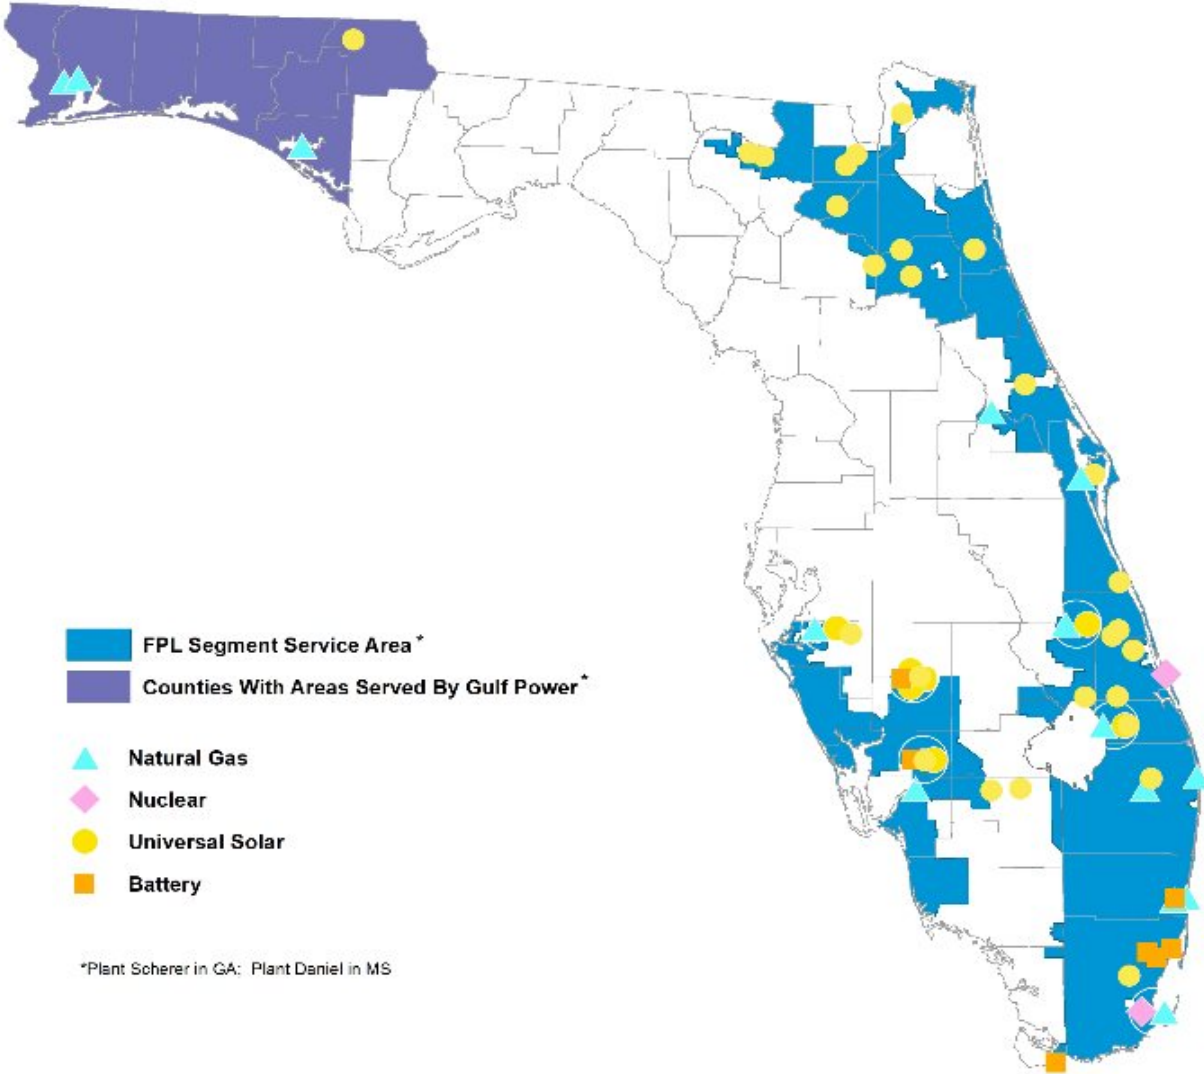 FPL Segment Service Area*
Counties With Areas Served By Gulf Power*
Natural Gas
Nuclear
Universal Solar
Battery
*Plant Scherer in GA; Plant Daniel in MS